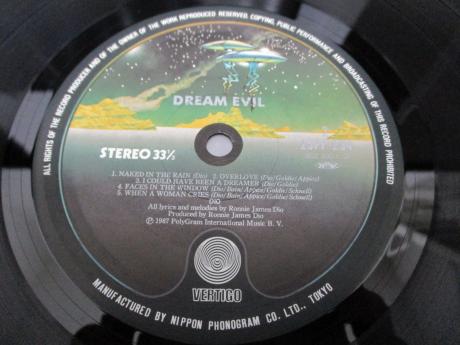 ALL RIGHTS OF THE RECORD PRODUCER AND OF THE OWNER OF THE WORK REPRODUCED RESERVED. COPYING, PUBLIC PERFORMANCE AND BROADCASTING OF THIS RECORD PROHIBITED
DREAM EVIL
STEREO 33⅓
1. NAKED IN THE RAIN (Dio) 2. OVERLOVE (Dio/Goldie/Appice)
3. I COULD HAVE BEEN A DREAMER (Dio/Goldie)
4. FACES IN THE WINDOW (Dio/Bain/Appice/Goldie/Schnell)
5. WHEN A WOMAN CRIES (Dio/Bain/Appice/Goldie/Schnell)
DIO
All lyrics and melodies by Ronnie James Dio
Produced by Ronnie James Dio
Ⓟ 1987 PolyGram International Music B. V.
VERTIGO
MANUFACTURED BY NIPPON PHONOGRAM CO. LTD., TOKYO